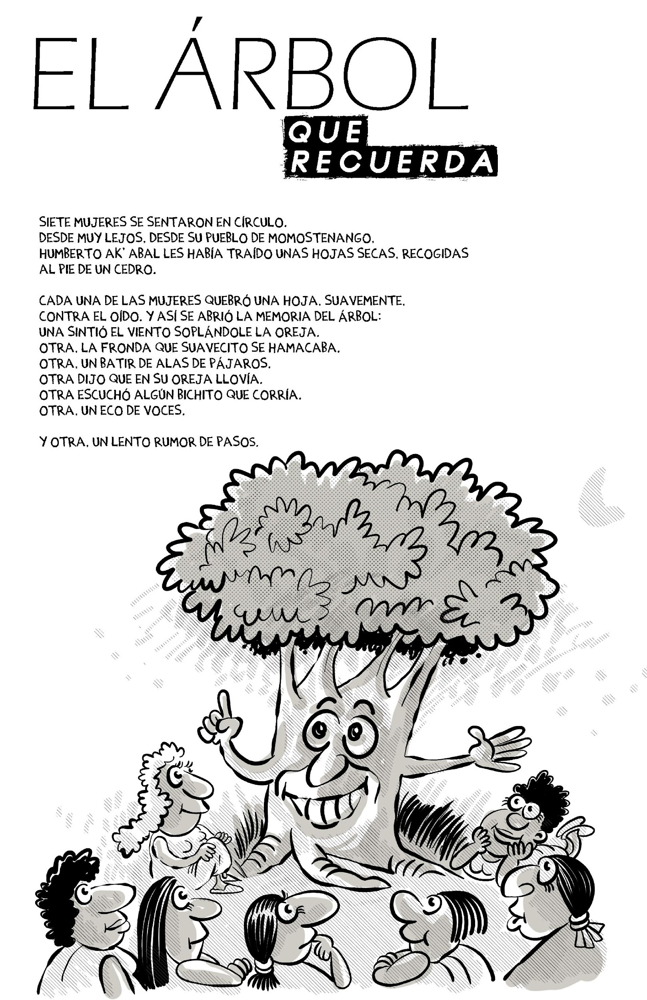 EL ÁRBOL
QUE
RECUERDA
SIETE MUJERES SE SENTARON EN CÍRCULO.
DESDE MUY LEJOS, DESDE SU PUEBLO DE MOMOSTENANGO,
HUMBERTO AK' ABAL LES HABÍA TRAÍDO UNAS HOJAS SECAS, RECOGIDAS
AL PIE DE UN CEDRO.
CADA UNA DE LAS MUJERES QUEBRÓ UNA HOJA, SUAVEMENTE,
CONTRA EL OÍDO. Y ASÍ SE ABRIÓ LA MEMORIA DEL ÁRBOL:
UNA SINTIÓ EL VIENTO SOPLÁNDOLE LA OREJA.
OTRA, LA FRONDA QUE SUAVECITO SE HAMACABA.
OTRA, UN BATIR DE ALAS DE PÁJAROS.
OTRA DIJO QUE EN SU OREJA LLOVÍA.
OTRA ESCUCHÓ ALGÚN BICHITO QUE CORRÍA.
OTRA, UN ECO DE VOCES.
Y OTRA, UN LENTO RUMOR DE PASOS.